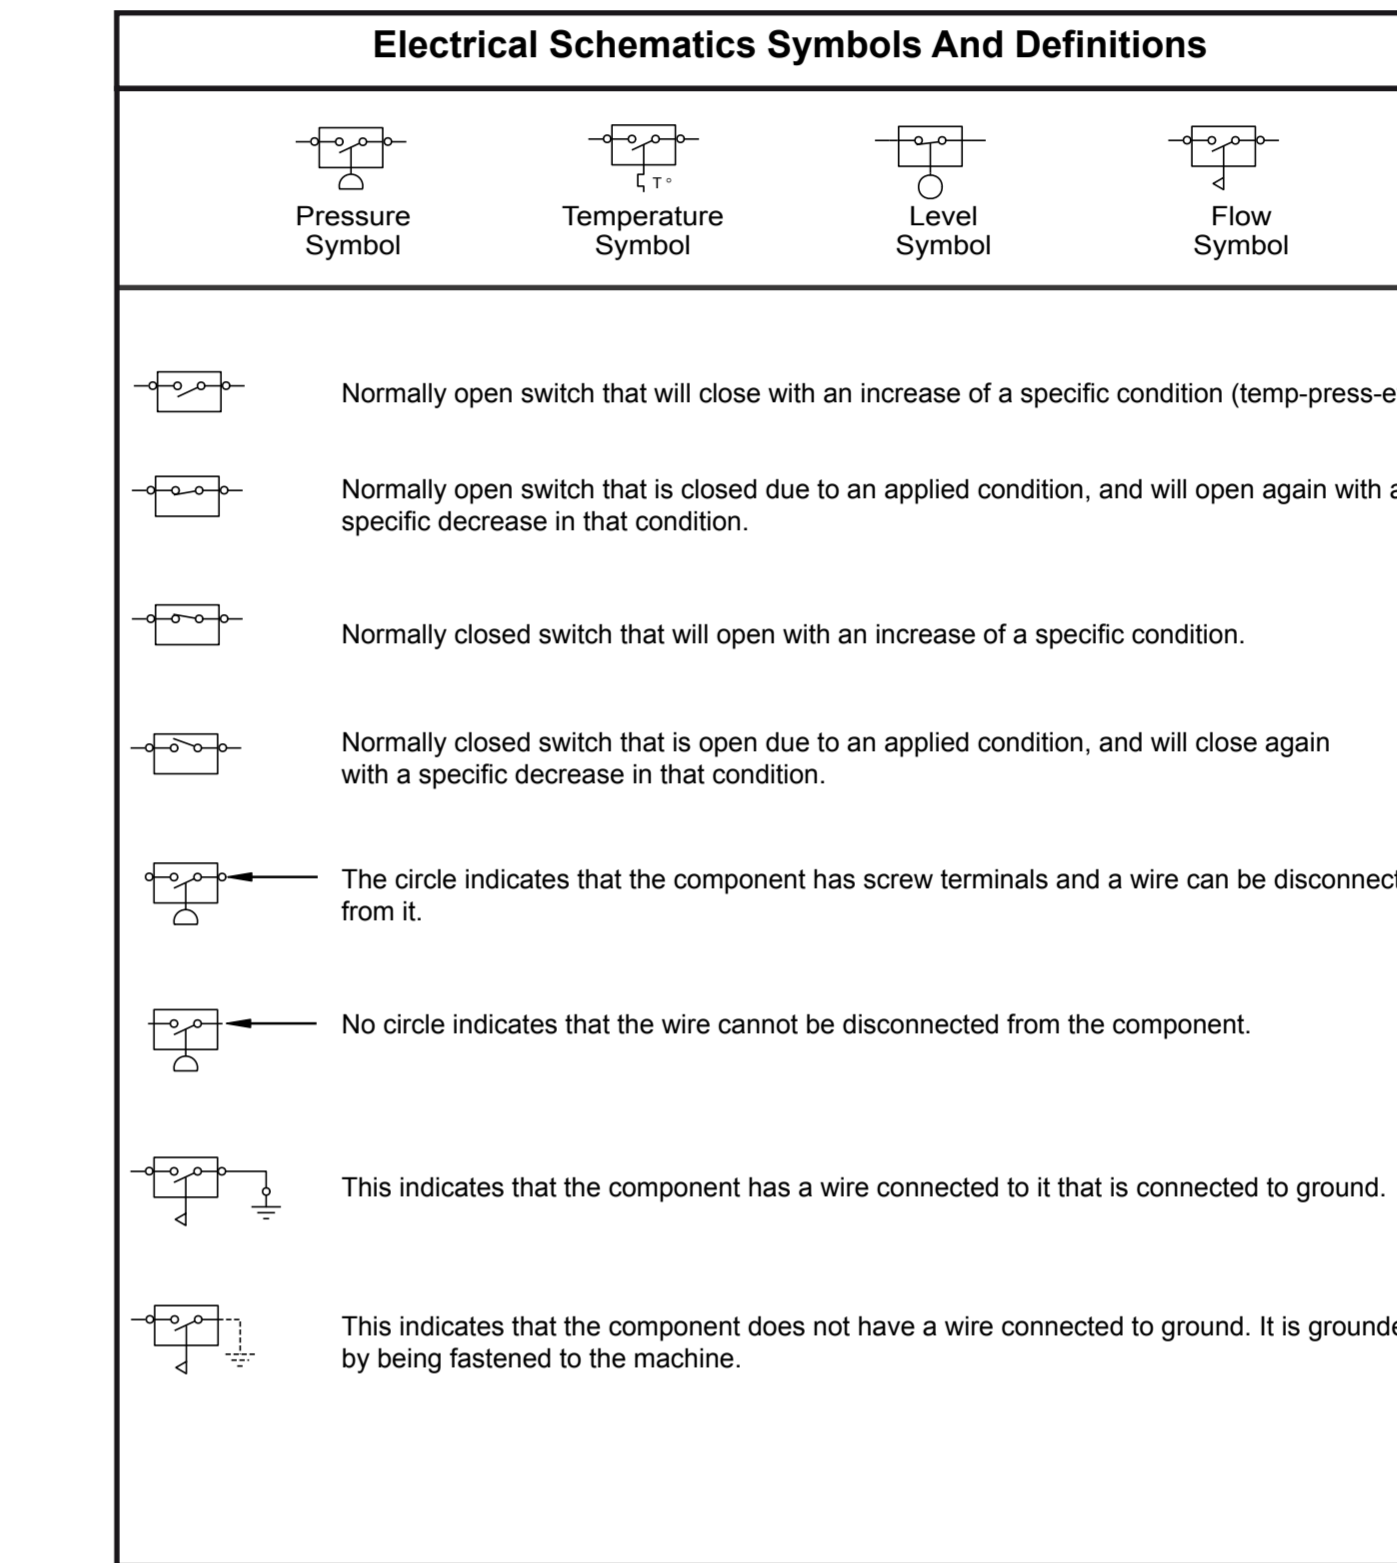 Electrical Schematics Symbols And Definitions
T°
Pressure Temperature Level Flow
Symbol Symbol Symbol Symbol
Normally open switch that will close with an increase of a specific condition (temp-press-e
Normally open switch that is closed due to an applied condition, and will open again with a
specific decrease in that condition.
Normally closed switch that will open with an increase of a specific condition.
Normally closed switch that is open due to an applied condition, and will close again
with a specific decrease in that condition.
The circle indicates that the component has screw terminals and a wire can be disconnect
from it.
No circle indicates that the wire cannot be disconnected from the component.
This indicates that the component has a wire connected to it that is connected to ground.
This indicates that the component does not have a wire connected to ground. It is grounde
by being fastened to the machine.